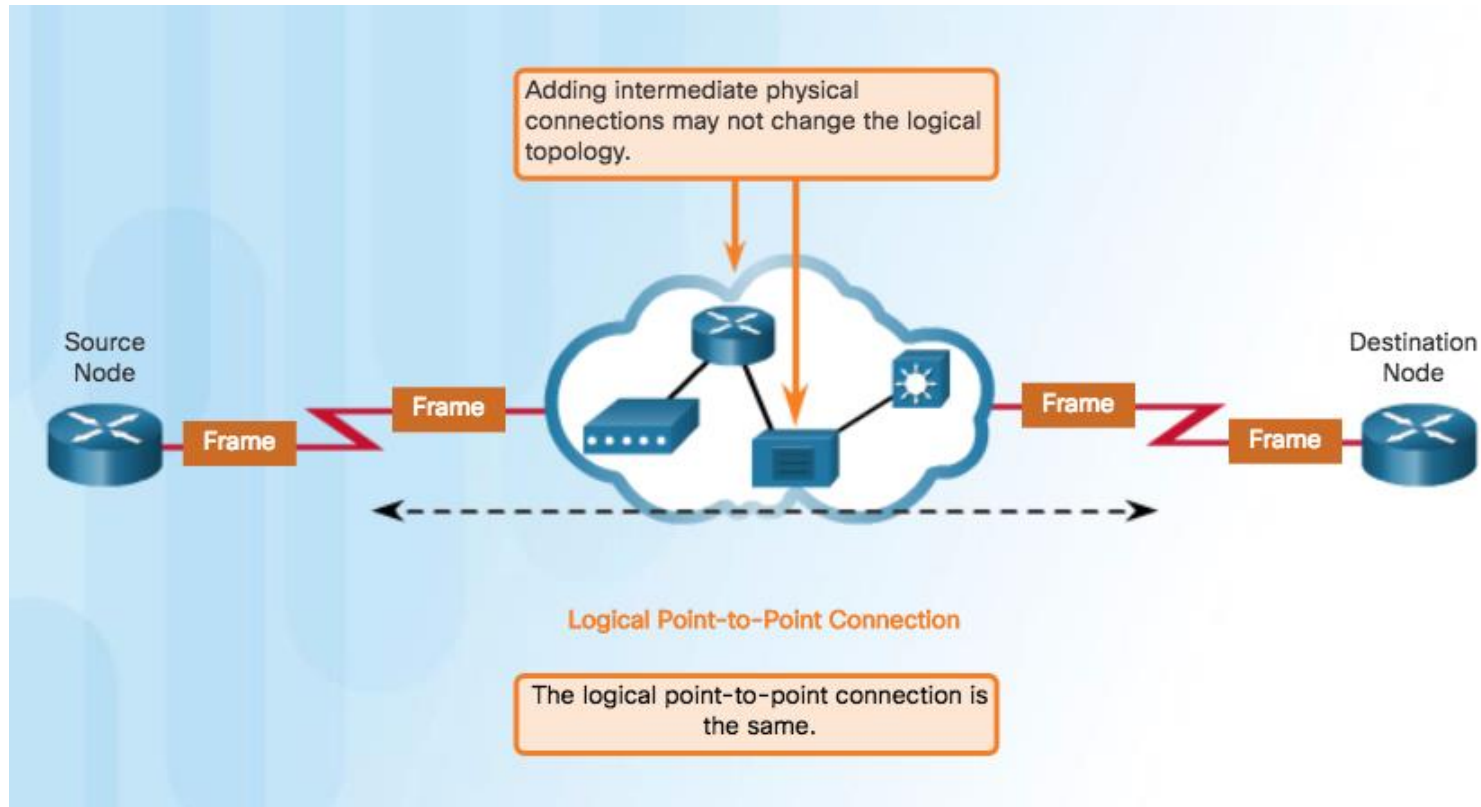 Adding intermediate physical
connections may not change the logical
topology.
Source
Node
Destination
Node
Frame
Frame
Frame
Frame
Logical Point-to-Point Connection
The logical point-to-point connection is
the same.